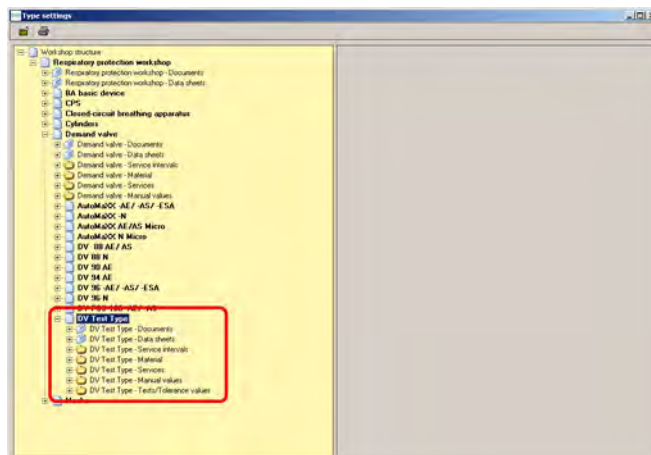 Type settings
Workshop structure
Respiratory protection workshop
Respiratory protection workshop - Documents
Respiratory protection workshop - Data sheets
BA basic device
CPS
Closed-circuit breathing apparatus
Cylinders
Demand valve
Demand valve - Documents
Demand valve - Data sheets
Demand valve - Service intervals
Demand valve - Material
Demand valve - Services
Demand valve - Manual values
AutoMaXX -AE/ -AS/ -ESA
AutoMaXX -N
AutoMaXX AE/AS Micro
AutoMaXX N Micro
DV 88 AE/ AS
DV 88 N
DV 90 AE
DV 94 AE
DV 96 -AE/ -AS/ -ESA
DV 96-N
DV Test Type
DV Test Type - Documents
DV Test Type - Data sheets
DV Test Type - Service intervals
DV Test Type - Material
DV Test Type - Services
DV Test Type - Manual values
DV Test Type - Tests/Tolerance values